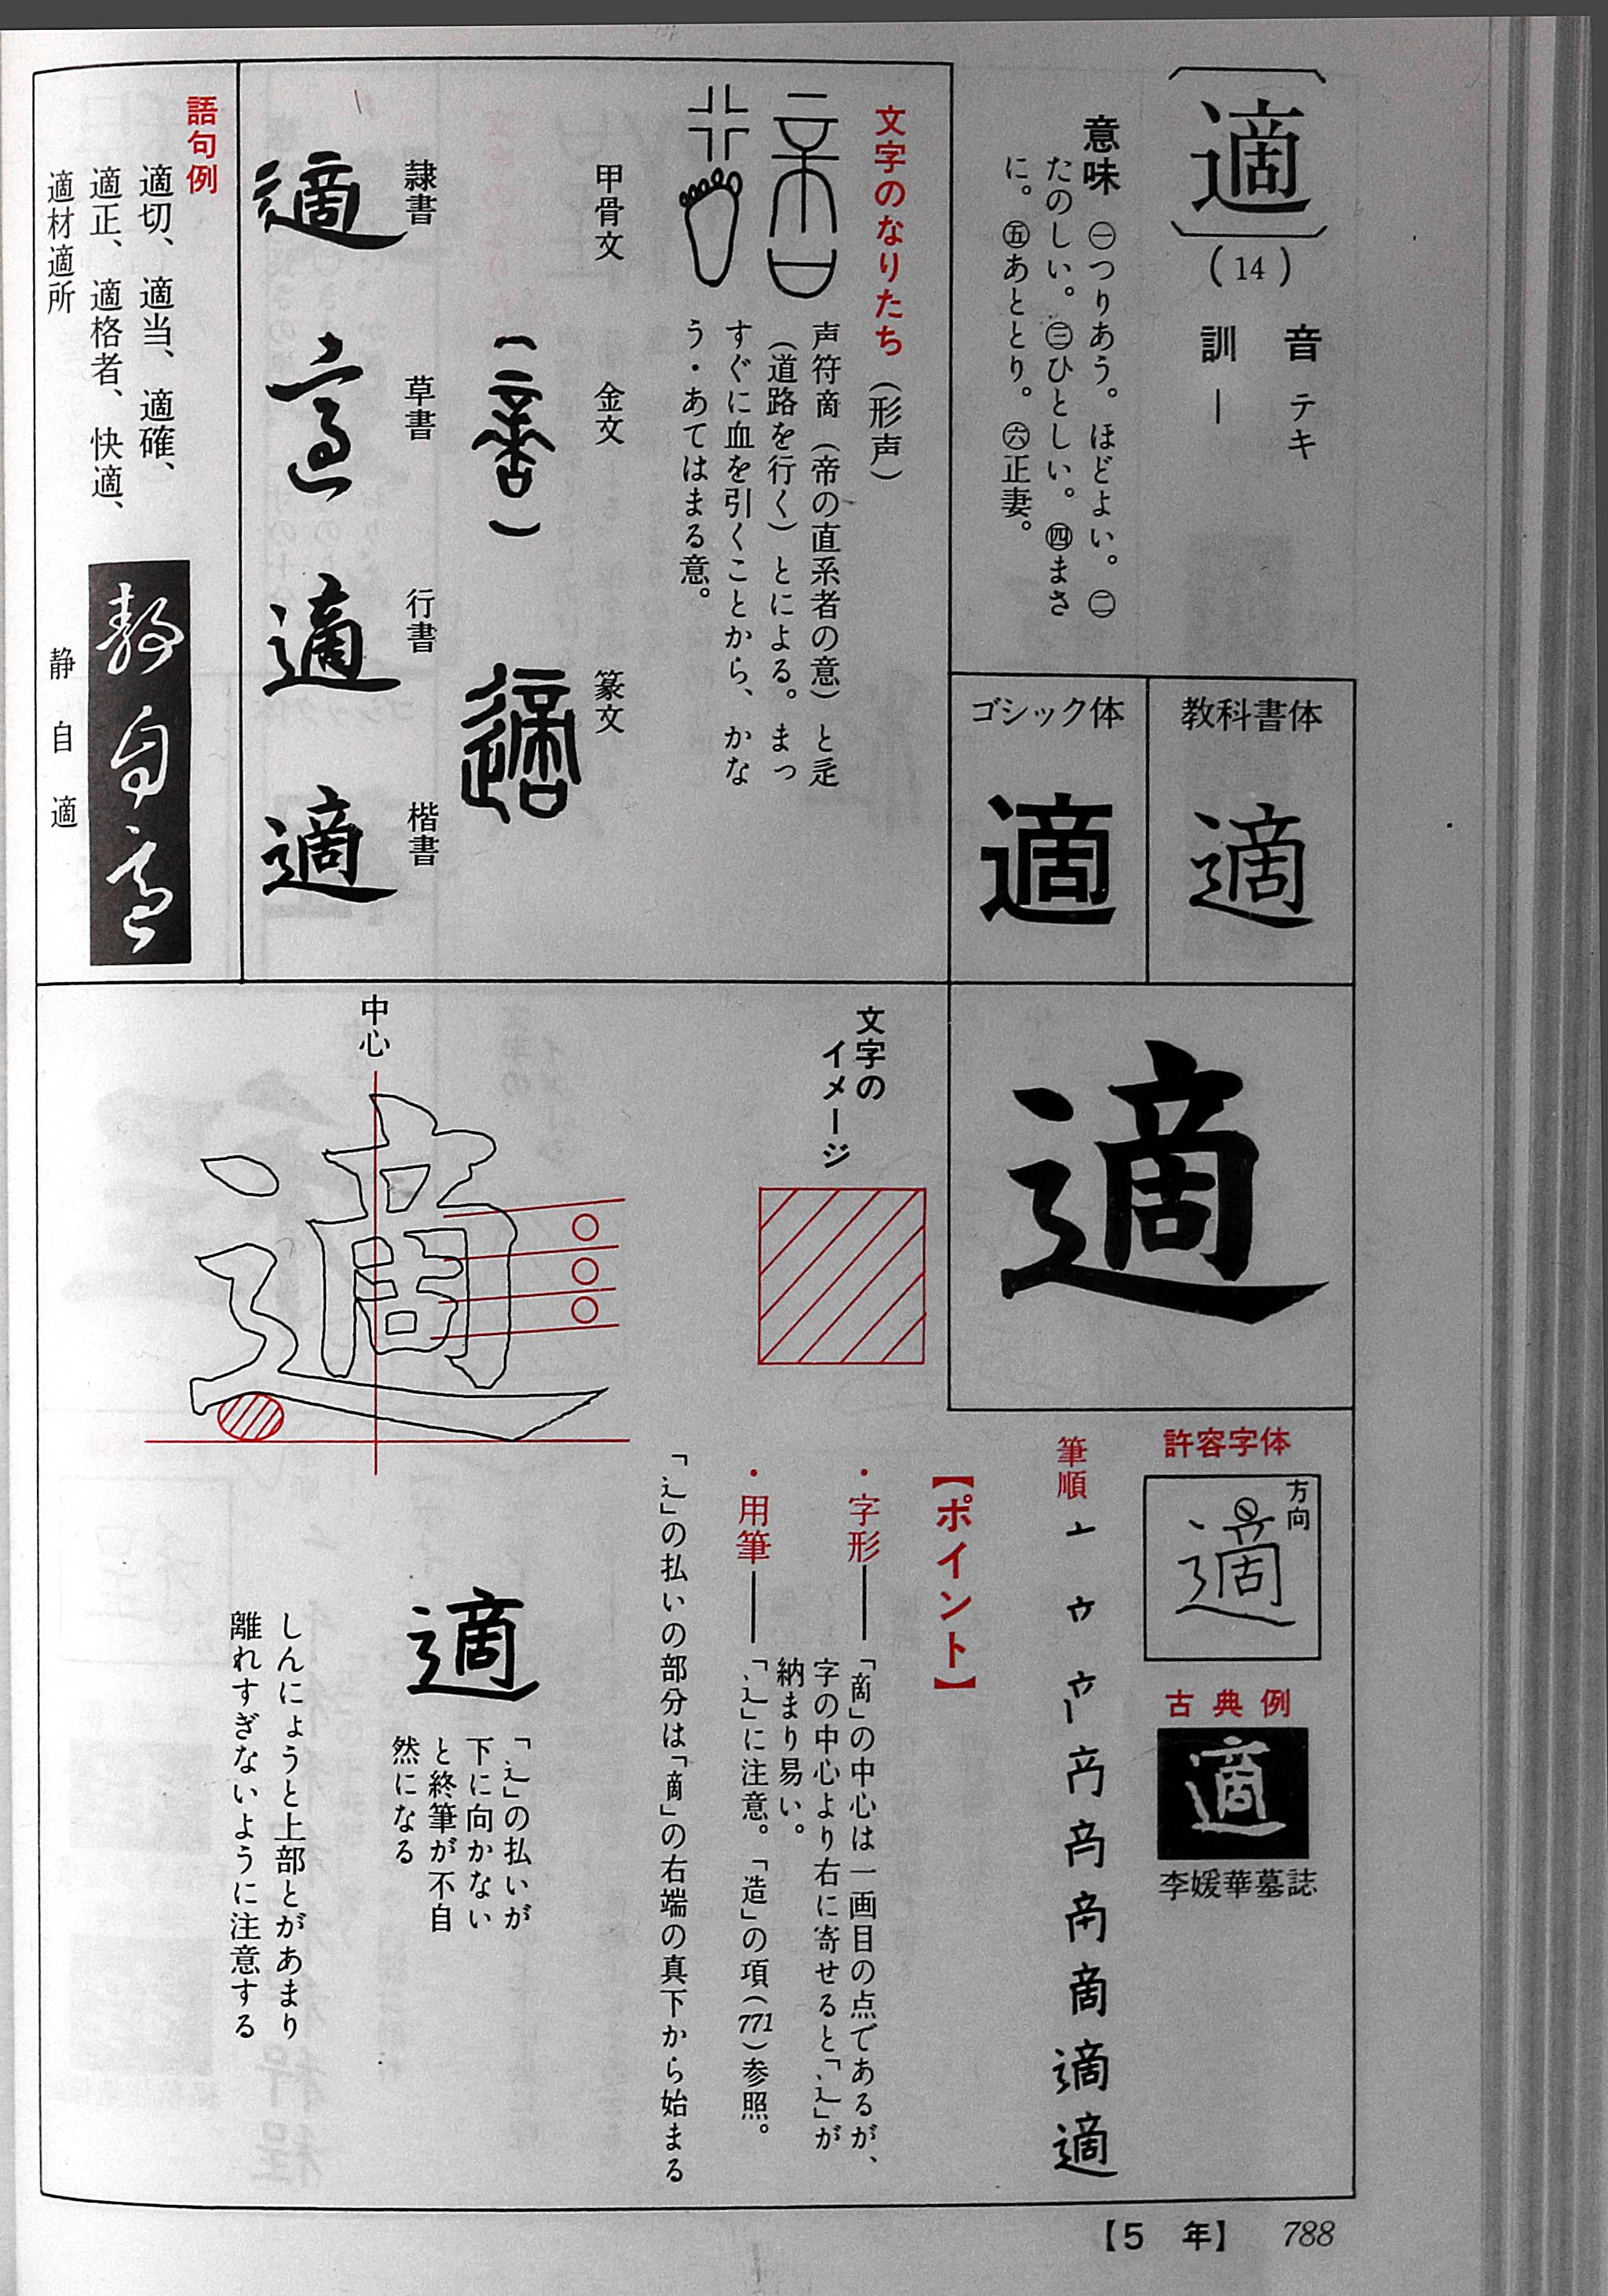 適
(14)
音 テキ
訓 ―
意味 ㊀つりあう。ほどよい。㊁
たのしい。㊂ひとしい。㊃まさ
に。㊄あととり。㊅正妻。
教科書体
適
ゴシック体
適
文字のなりたち（形声）
声符啇（帝の直系者の意）と辵
（道路を行く）とによる。まっ
すぐに血を引くことから、かな
う・あてはまる意。
甲骨文
金文
篆文
隷書
適
草書
適
行書
適
楷書
適
語句例
適切、適当、適確、
適正、適格者、快適、
適材適所
静自適
静自適
適
許容字体
方向
適
古典例
適
李媛華墓誌
筆順
適
【ポイント】
・字形――「啇」の中心は一画目の点であるが、
字の中心より右に寄せると「⻌」が
納まり易い。
・用筆――「⻌」に注意。「造」の項(771)参照。
「⻌」の払いの部分は「啇」の右端の真下から始まる
文字の
イメージ
中心
適
「⻌」の払いが
下に向かない
と終筆が不自
然になる
しんにょうと上部とがあまり
離れすぎないように注意する
【5年】 788